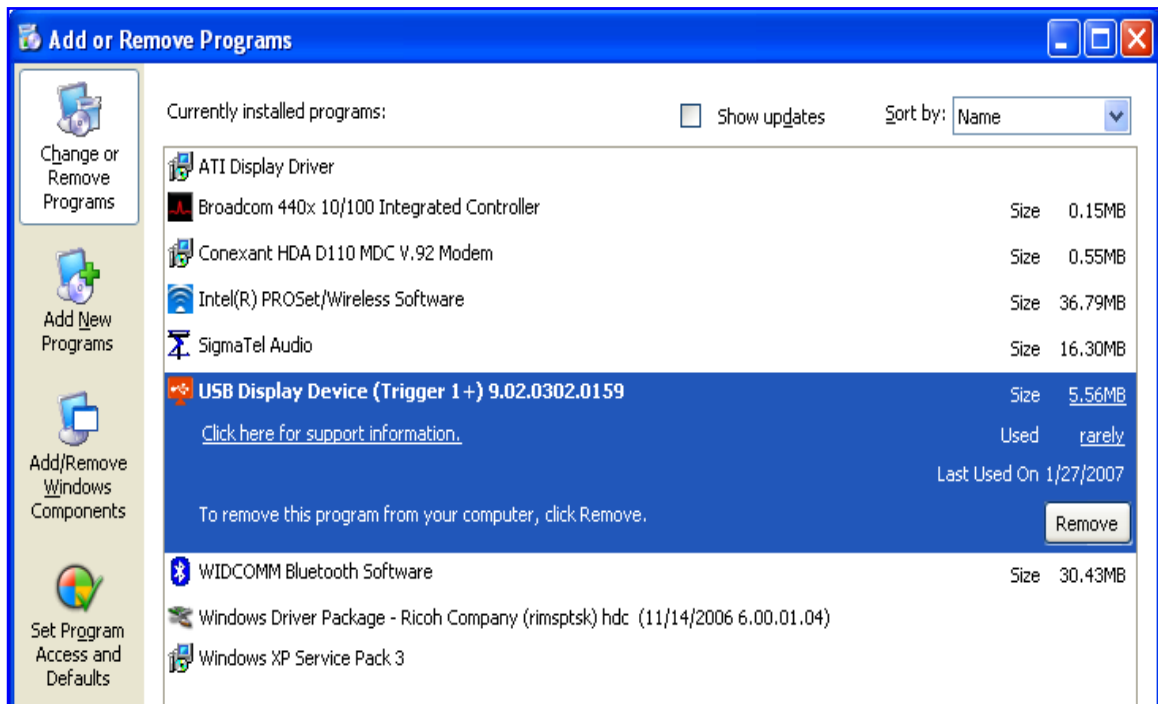 Add or Remove Programs
Change or
Remove
Programs
Add New
Programs
Add/Remove
Windows
Components
Set Program
Access and
Defaults
Currently installed programs:
Show updates
Sort by: Name
ATI Display Driver
Broadcom 440x 10/100 Integrated Controller Size 0.15MB
Conexant HDA D110 MDC V.92 Modem Size 0.55MB
Intel(R) PROSet/Wireless Software Size 36.79MB
SigmaTel Audio Size 16.30MB
USB Display Device (Trigger 1+) 9.02.0302.0159 Size 5.56MB
Click here for support information. Used rarely
Last Used On 1/27/2007
To remove this program from your computer, click Remove. Remove
WIDCOMM Bluetooth Software Size 30.43MB
Windows Driver Package - Ricoh Company (rimsptsk) hdc (11/14/2006 6.00.01.04)
Windows XP Service Pack 3